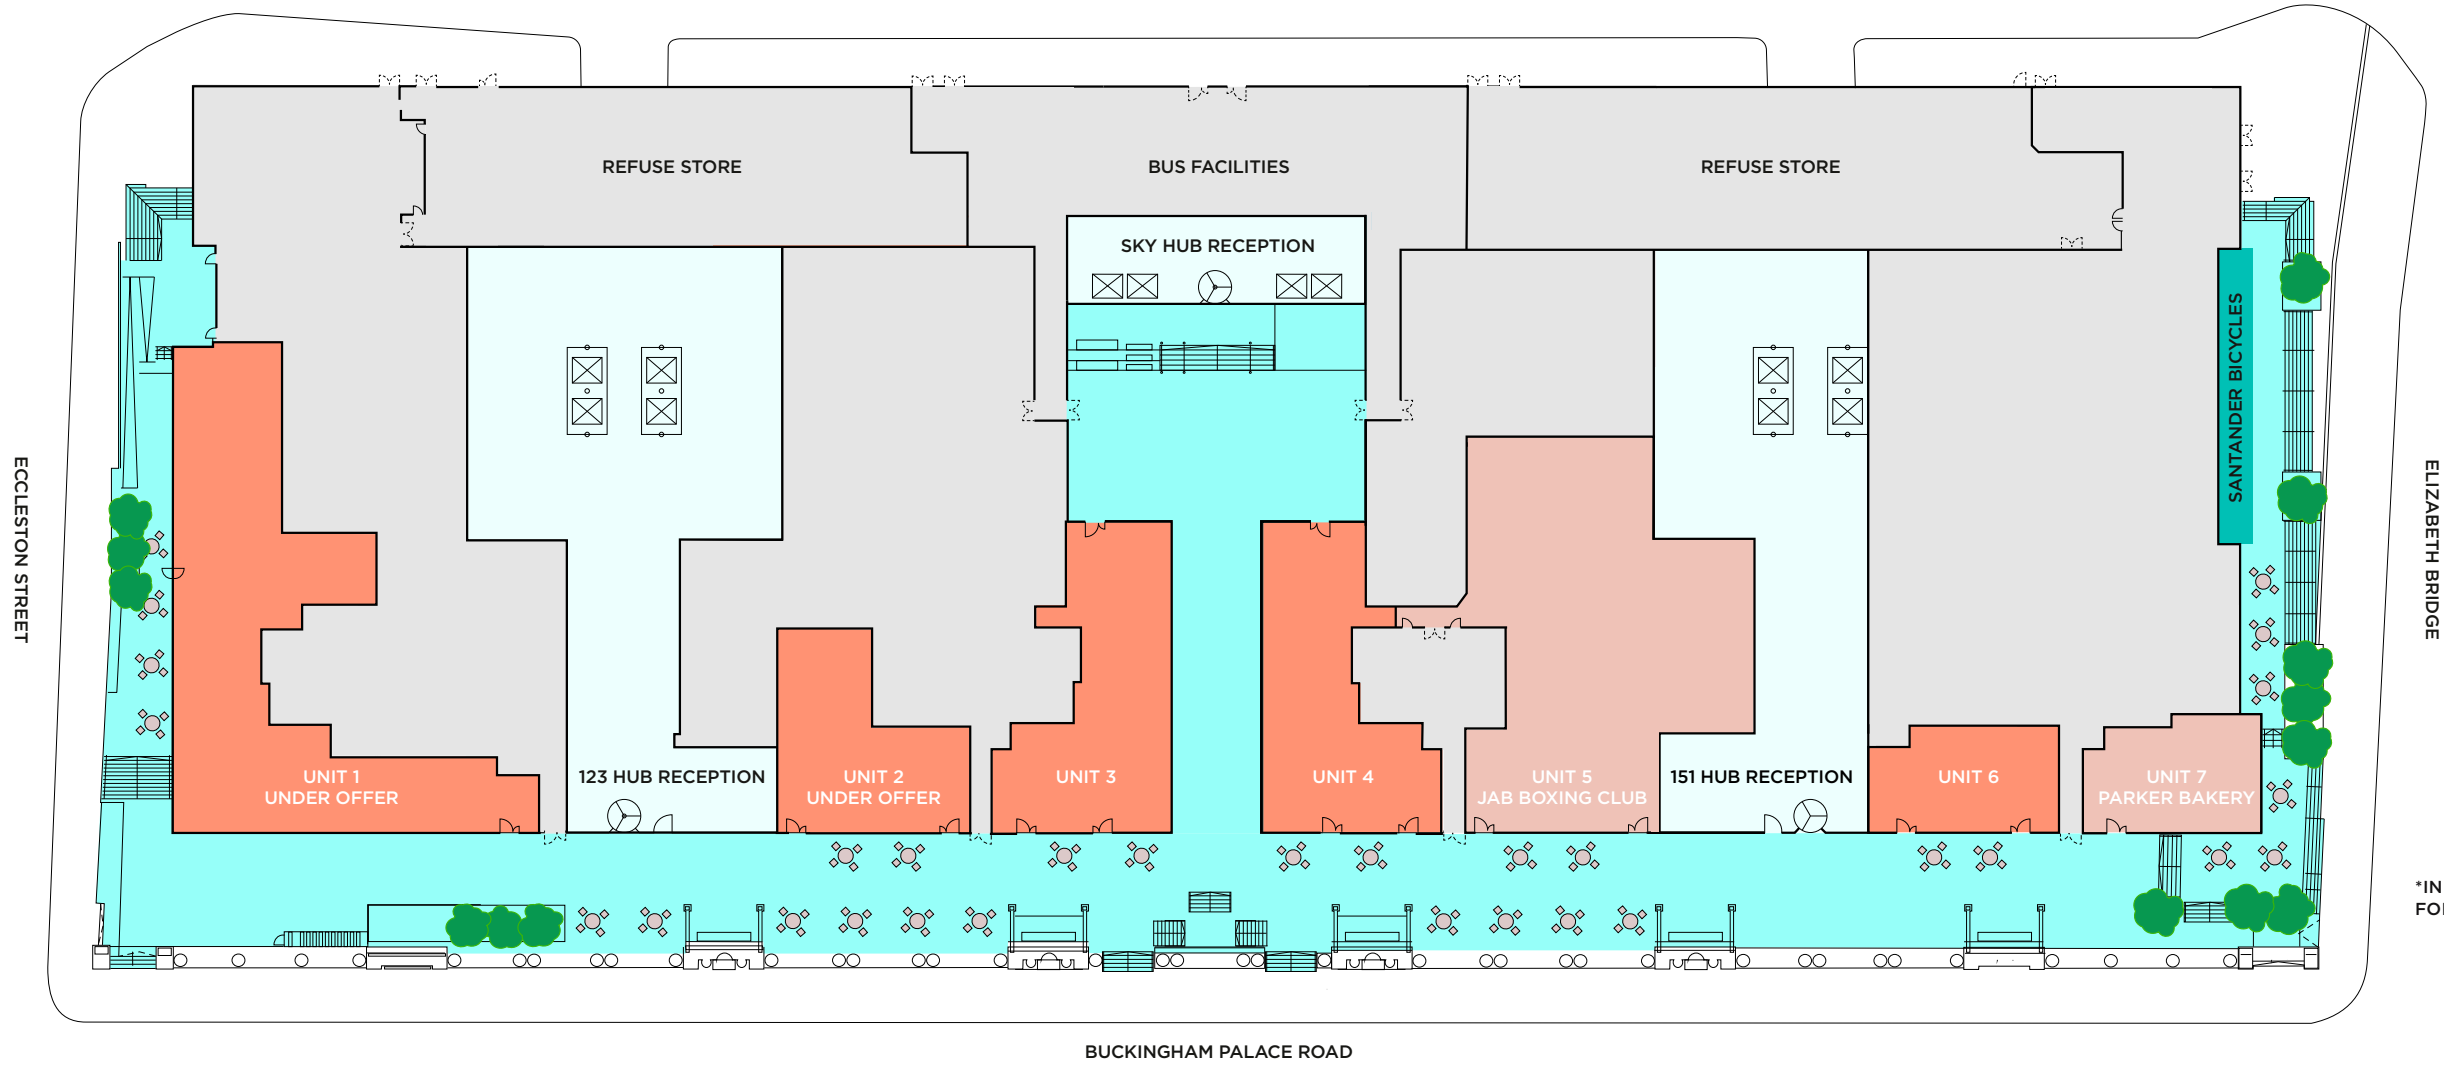 REFUSE STORE
BUS FACILITIES
REFUSE STORE
SKY HUB RECEPTION
SANTANDER BICYCLES
ECCLESTON STREET
ELIZABETH BRIDGE
UNIT 1
UNDER OFFER
123 HUB RECEPTION
UNIT 2
UNDER OFFER
UNIT 3
UNIT 4
UNIT 5
JAB BOXING CLUB
151 HUB RECEPTION
UNIT 6
UNIT 7
PARKER BAKERY
*IN
FO
BUCKINGHAM PALACE ROAD